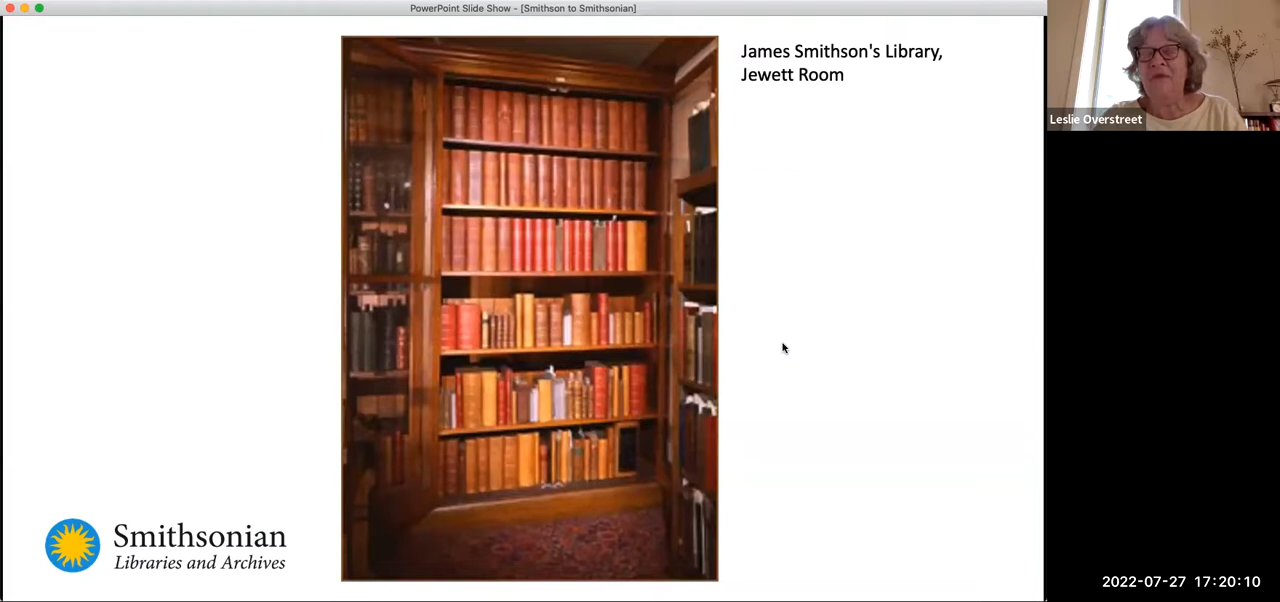 PowerPoint Slide Show - [Smithson to Smithsonian]
James Smithson's Library,
Jewett Room
Leslie Overstreet
Smithsonian
Libraries and Archives
2022-07-27 17:20:10